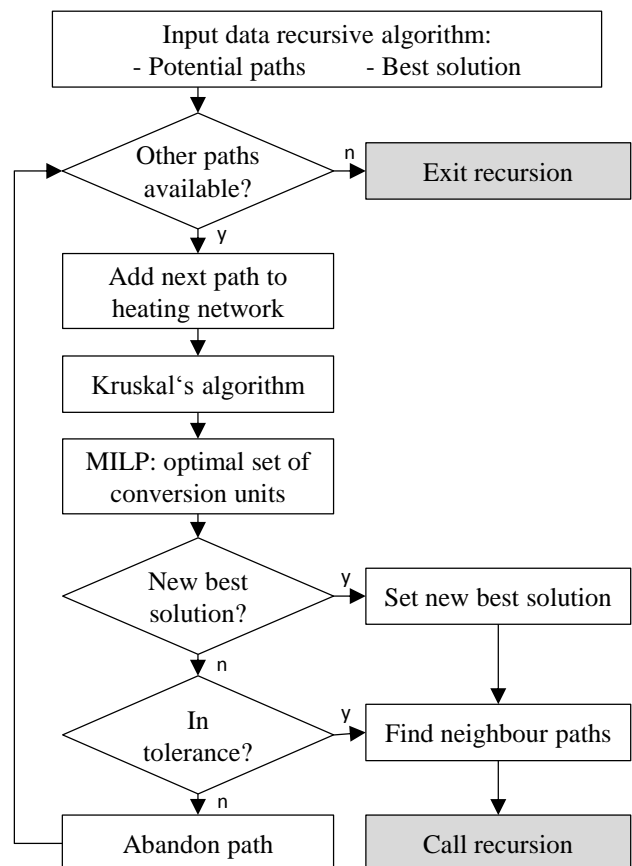 Input data recursive algorithm:
- Potential paths - Best solution
Other paths
available?
n
Exit recursion
y
Add next path to
heating network
Kruskal‘s algorithm
MILP: optimal set of
conversion units
New best
solution?
y
Set new best solution
n
In
tolerance?
y
Find neighbour paths
n
Abandon path
Call recursion